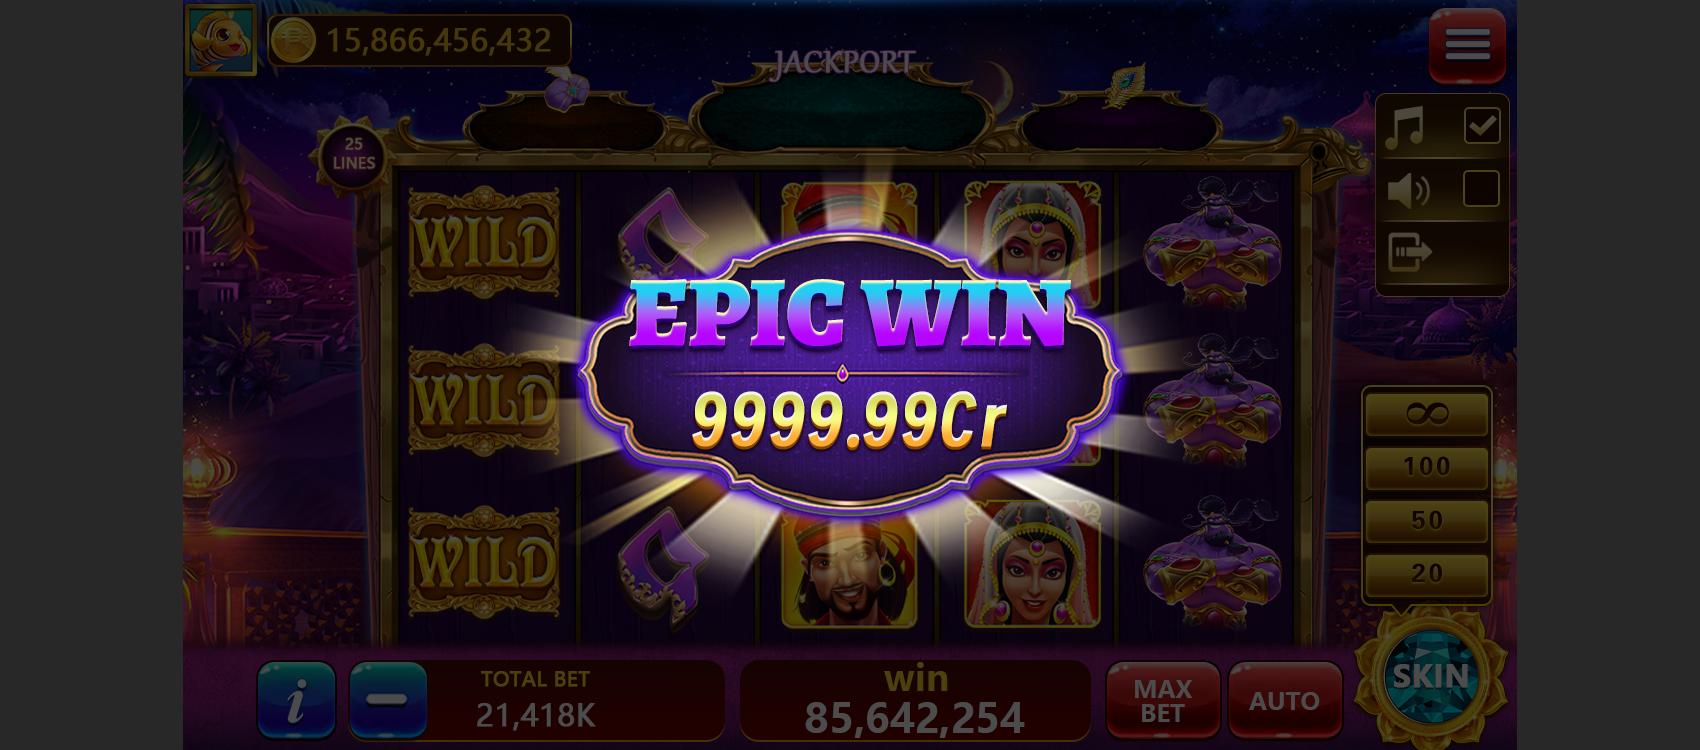 15,866,456,432
JACKPORT
25
LINES
WILD
EPIC WIN
WILD
9999.99Cr
∞
100
50
WILD
20
TOTAL BET
21,418K
win
85,642,254
MAX
BET
AUTO
SKIN